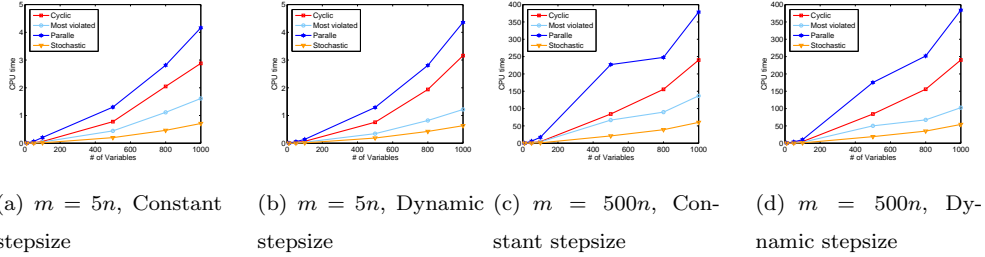 5
4
3
2
1
0
CPU time
Cyclic
Most violated
Paralle
Stochastic
0 200 400 600 800 1000
# of Variables
5
4
3
2
1
0
CPU time
Cyclic
Most violated
Paralle
Stochastic
0 200 400 600 800 1000
# of Variables
400
350
300
250
200
150
100
50
0
CPU time
Cyclic
Most violated
Paralle
Stochastic
0 200 400 600 800 1000
# of Variables
400
350
300
250
200
150
100
50
0
CPU time
Cyclic
Most violated
Paralle
Stochastic
0 200 400 600 800 1000
# of Variables
(a) m = 5n, Constant
stepsize
(b) m = 5n, Dynamic
stepsize
(c) m = 500n, Con-
stant stepsize
(d) m = 500n, Dy-
namic stepsize